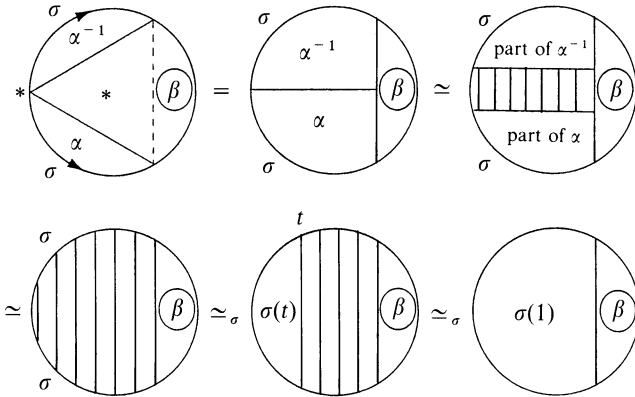 σ σ σ
α⁻¹ α⁻¹ part of α⁻¹
* * β = β ≃ β
α α part of α
σ σ σ
σ t
≃ β ≃σ σ(t) β ≃σ σ(1) β
σ